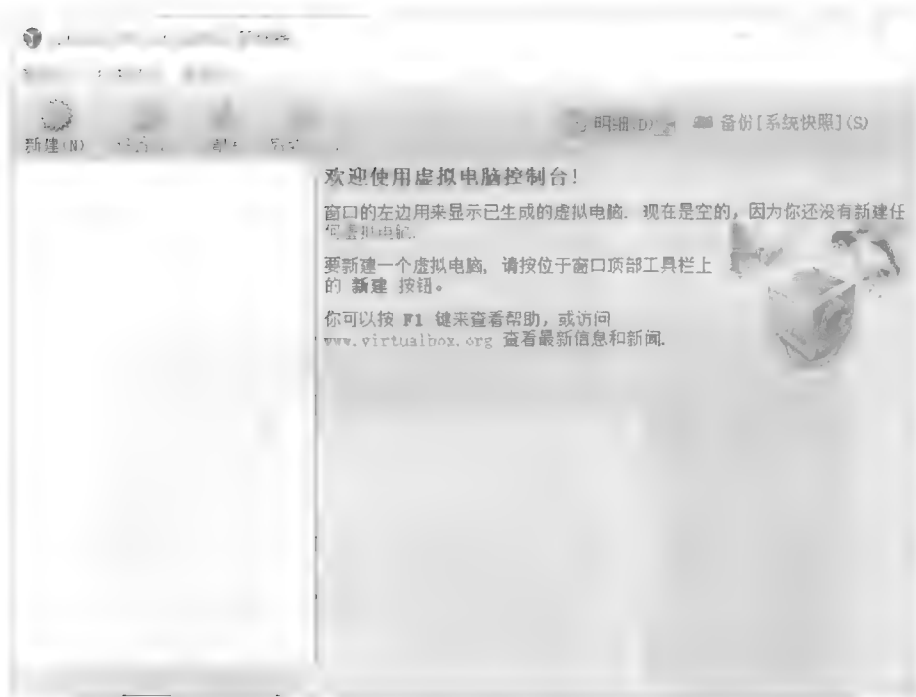 新建(N)
明细(D) 备份[系统快照](S)
欢迎使用虚拟电脑控制台!
窗口的左边用来显示已生成的虚拟电脑. 现在是空的, 因为你还没有新建任
何虚拟电脑.
要新建一个虚拟电脑, 请按位于窗口顶部工具栏上
的 新建 按钮。
你可以按 F1 键来查看帮助, 或访问
www.virtualbox.org 查看最新信息和新闻.